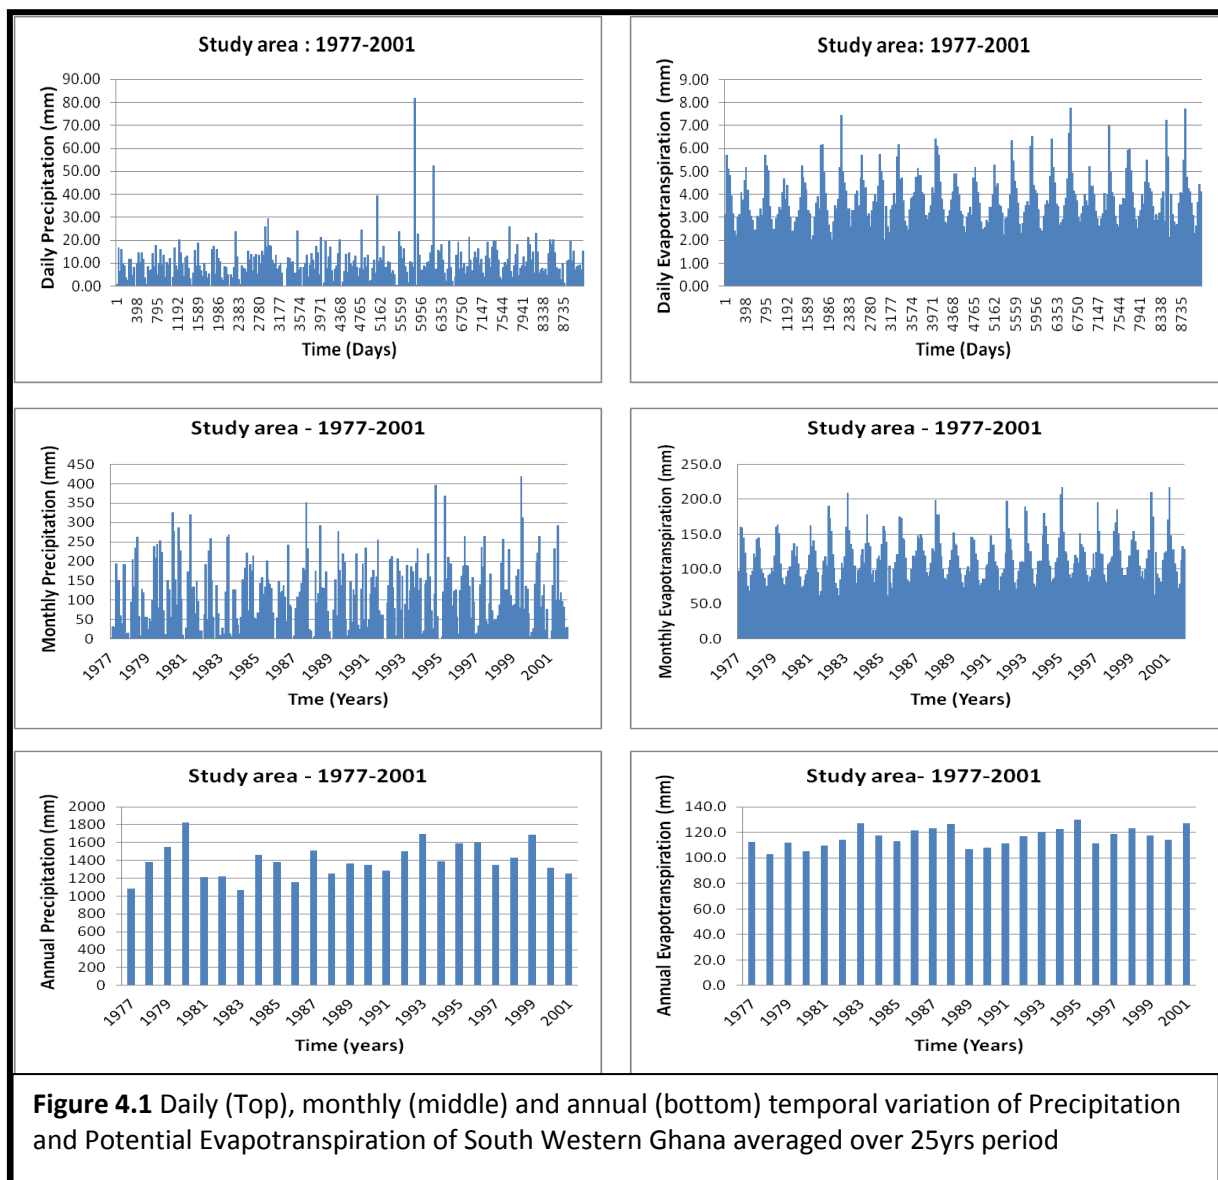 Study area : 1977-2001
Daily Precipitation (mm)
90.00
80.00
70.00
60.00
50.00
40.00
30.00
20.00
10.00
0.00
1 398 795 1192 1589 1986 2383 2780 3177 3574 3971 4368 4765 5162 5559 5956 6353 6750 7147 7544 7941 8338 8735
Time (Days)
Study area: 1977-2001
Daily Evapotranspiration (mm)
9.00
8.00
7.00
6.00
5.00
4.00
3.00
2.00
1.00
0.00
1 398 795 1192 1589 1986 2383 2780 3177 3574 3971 4368 4765 5162 5559 5956 6353 6750 7147 7544 7941 8338 8735
Time (Days)
Study area - 1977-2001
Monthly Precipitation (mm)
450
400
350
300
250
200
150
100
50
0
1977 1979 1981 1983 1985 1987 1989 1991 1993 1995 1997 1999 2001
Tme (Years)
Study area - 1977-2001
Monthly Evapotranspiration (mm)
250.0
200.0
150.0
100.0
50.0
0.0
1977 1979 1981 1983 1985 1987 1989 1991 1993 1995 1997 1999 2001
Time (Years)
Study area - 1977-2001
Annual Precipitation (mm)
2000
1800
1600
1400
1200
1000
800
600
400
200
0
1977 1979 1981 1983 1985 1987 1989 1991 1993 1995 1997 1999 2001
Time (years)
Study area- 1977-2001
Annual Evapotranspiration (mm)
140.0
120.0
100.0
80.0
60.0
40.0
20.0
0.0
1977 1979 1981 1983 1985 1987 1989 1991 1993 1995 1997 1999 2001
Time (Years)
Figure 4.1 Daily (Top), monthly (middle) and annual (bottom) temporal variation of Precipitation
and Potential Evapotranspiration of South Western Ghana averaged over 25yrs period